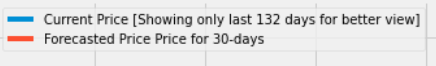 Current Price [Showing only last 132 days for better view]
Forecasted Price Price for 30-days